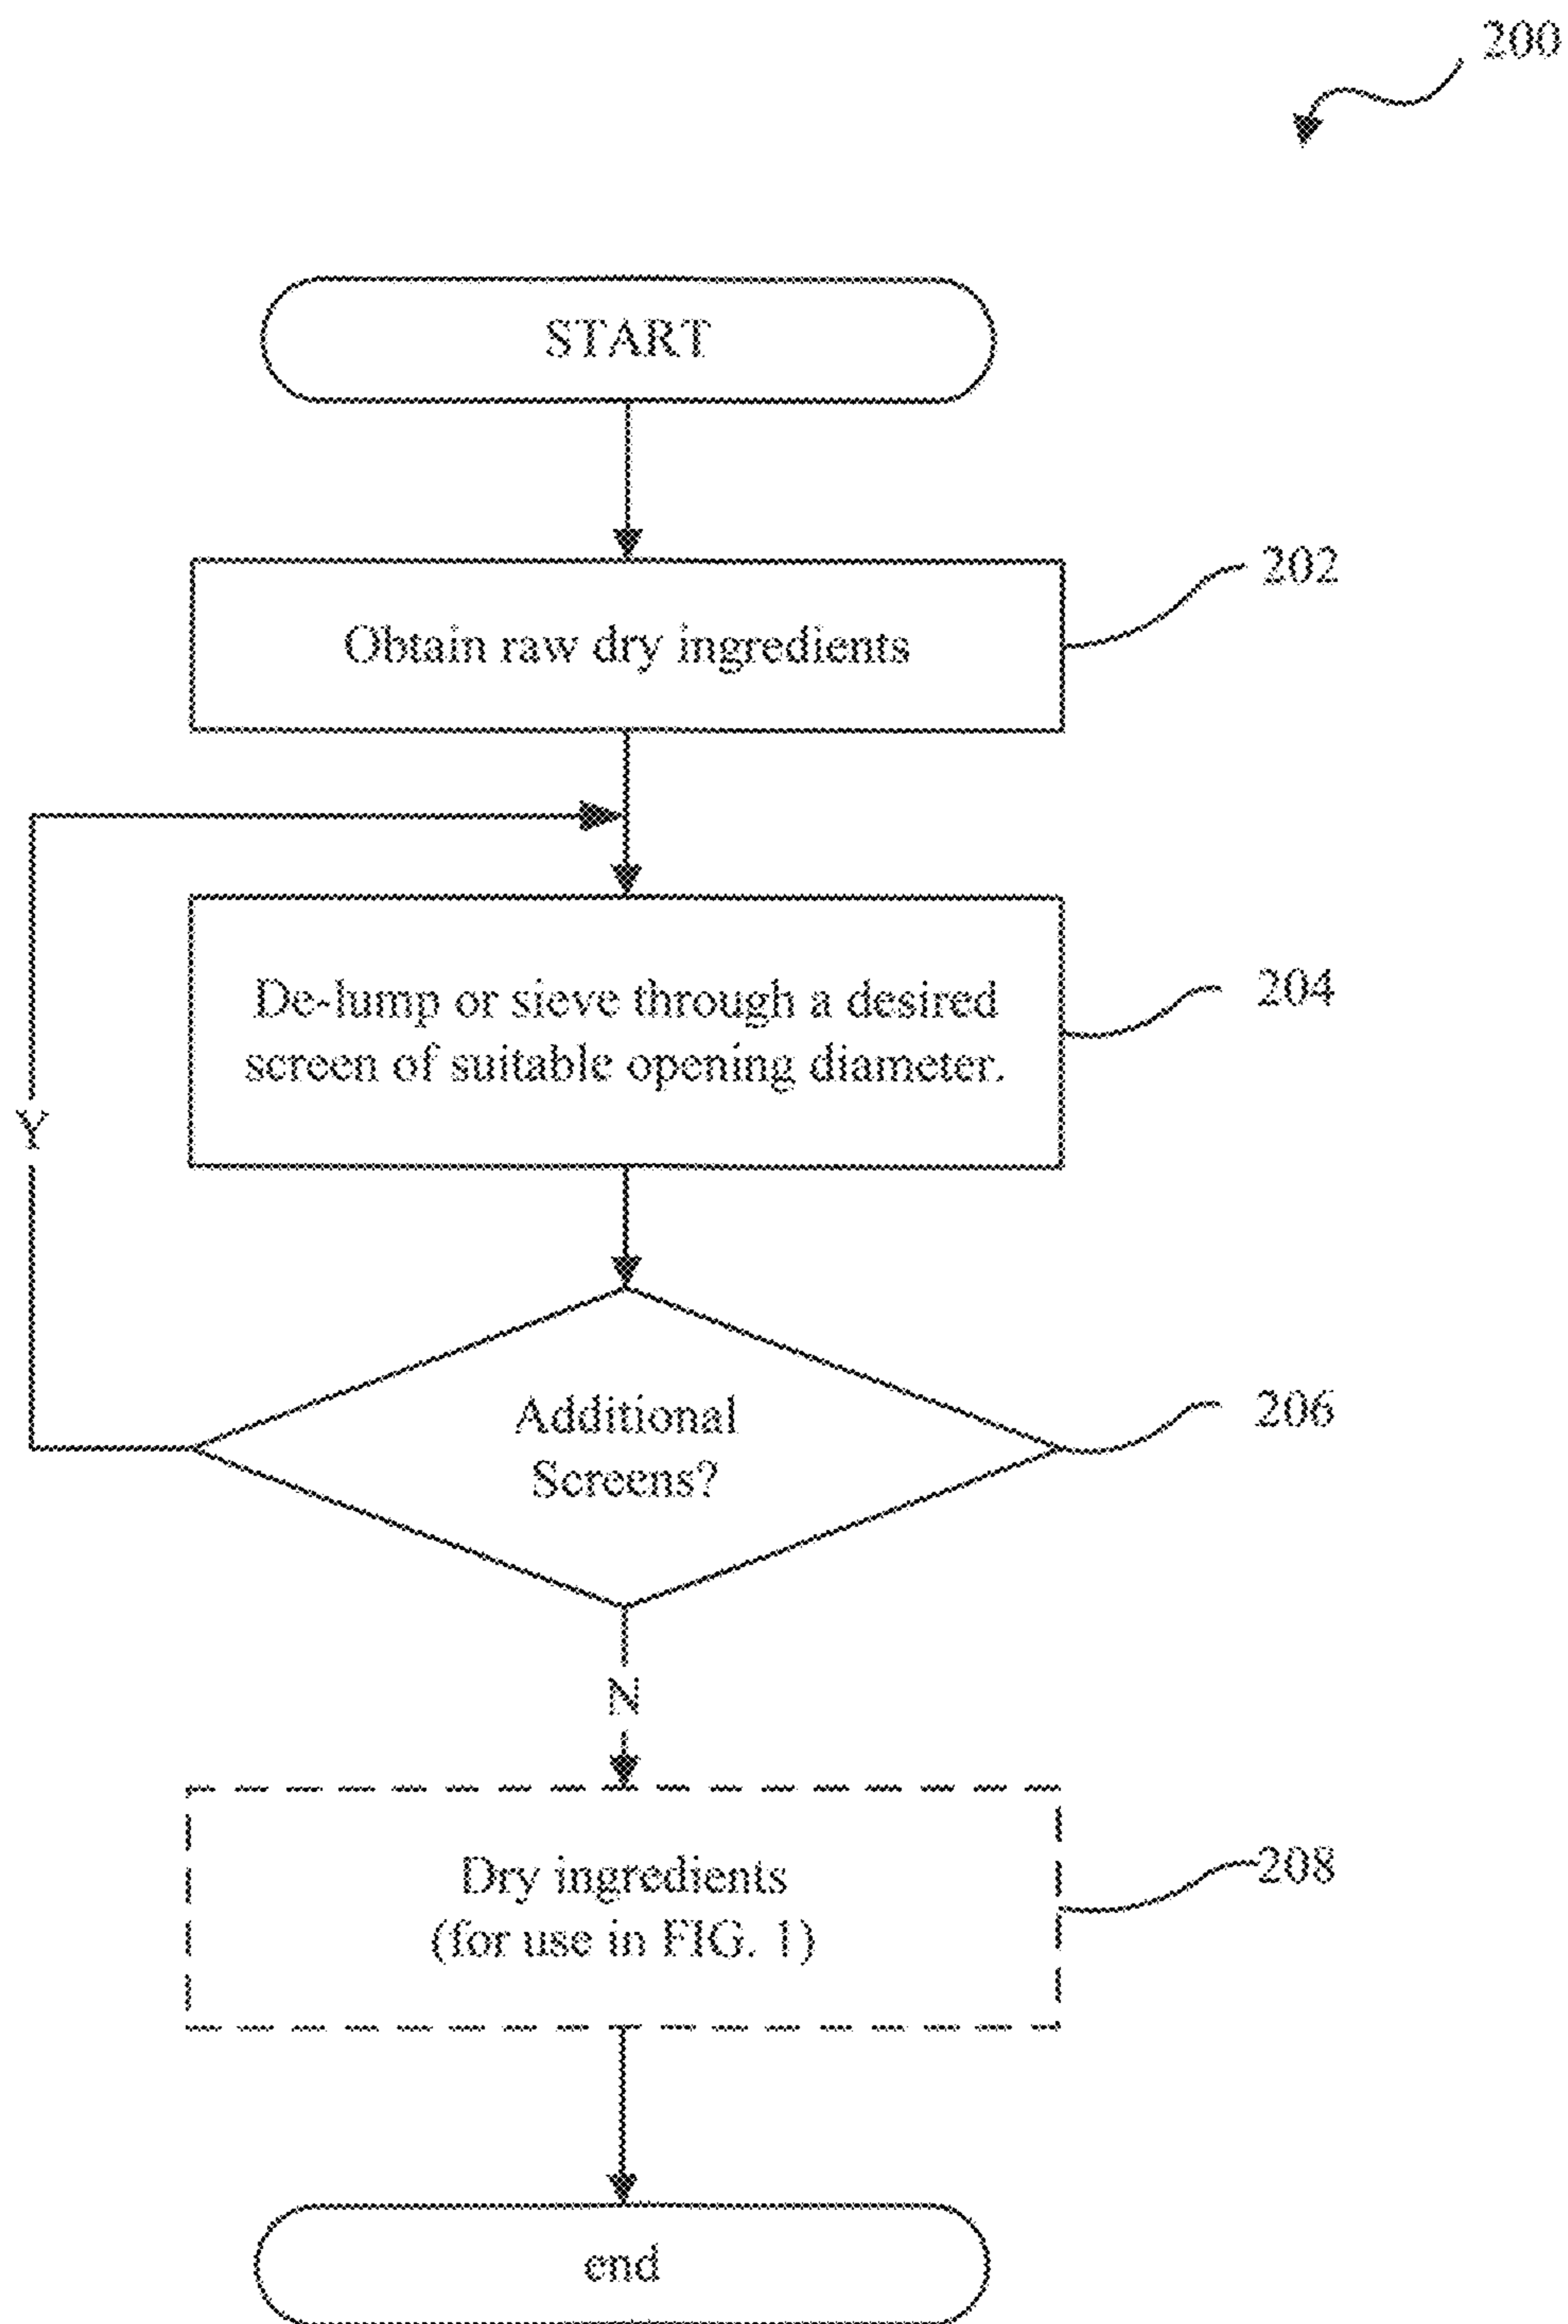 200
START
Obtain raw dry ingredients
202
De-lump or sieve through a desired
screen of suitable opening diameter.
204
Y
Additional
Screens?
206
N
Dry ingredients
(for use in FIG. 1)
208
end